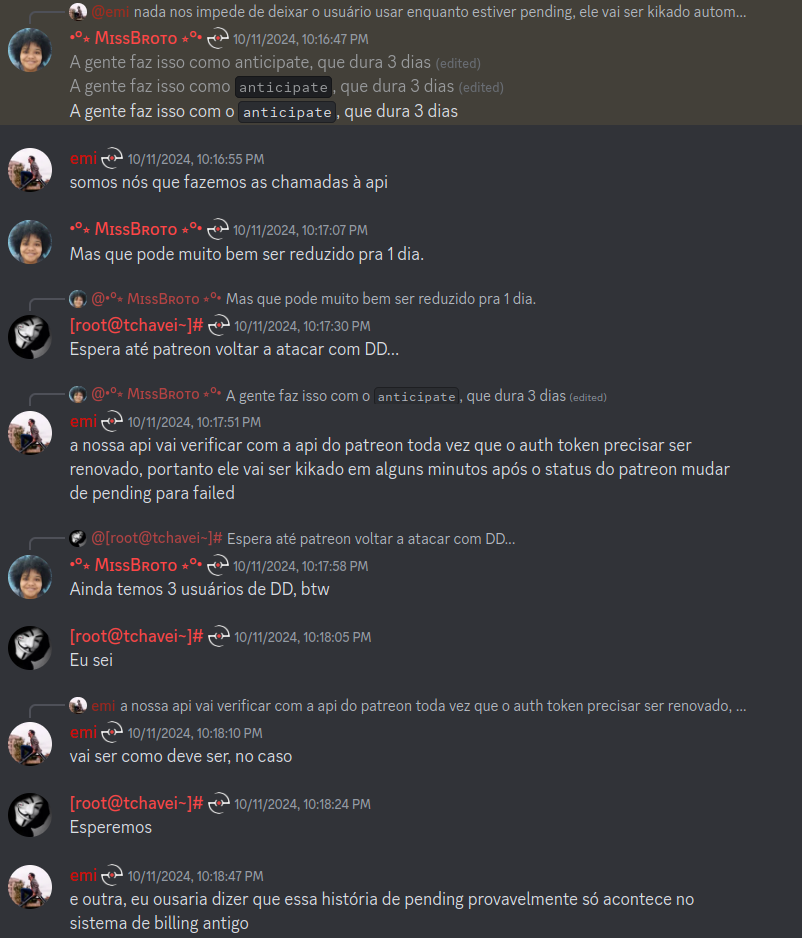 @emi nada nos impede de deixar o usuário usar enquanto estiver pending, ele vai ser kikado autom...
•º⋆ MissBroto ⋆º• 10/11/2024, 10:16:47 PM
A gente faz isso como anticipate, que dura 3 dias (edited)
A gente faz isso como anticipate, que dura 3 dias (edited)
A gente faz isso com o anticipate, que dura 3 dias
emi 10/11/2024, 10:16:55 PM
somos nós que fazemos as chamadas à api
•º⋆ MissBroto ⋆º• 10/11/2024, 10:17:07 PM
Mas que pode muito bem ser reduzido pra 1 dia.
@•º⋆ MissBroto ⋆º• Mas que pode muito bem ser reduzido pra 1 dia.
[root@tchavei~]# 10/11/2024, 10:17:30 PM
Espera até patreon voltar a atacar com DD...
@•º⋆ MissBroto ⋆º• A gente faz isso com o anticipate, que dura 3 dias (edited)
emi 10/11/2024, 10:17:51 PM
a nossa api vai verificar com a api do patreon toda vez que o auth token precisar ser
renovado, portanto ele vai ser kikado em alguns minutos após o status do patreon mudar
de pending para failed
@[root@tchavei~]# Espera até patreon voltar a atacar com DD...
•º⋆ MissBroto ⋆º• 10/11/2024, 10:17:58 PM
Ainda temos 3 usuários de DD, btw
[root@tchavei~]# 10/11/2024, 10:18:05 PM
Eu sei
emi a nossa api vai verificar com a api do patreon toda vez que o auth token precisar ser renovado, ...
emi 10/11/2024, 10:18:10 PM
vai ser como deve ser, no caso
[root@tchavei~]# 10/11/2024, 10:18:24 PM
Esperemos
emi 10/11/2024, 10:18:47 PM
e outra, eu ousaria dizer que essa história de pending provavelmente só acontece no
sistema de billing antigo